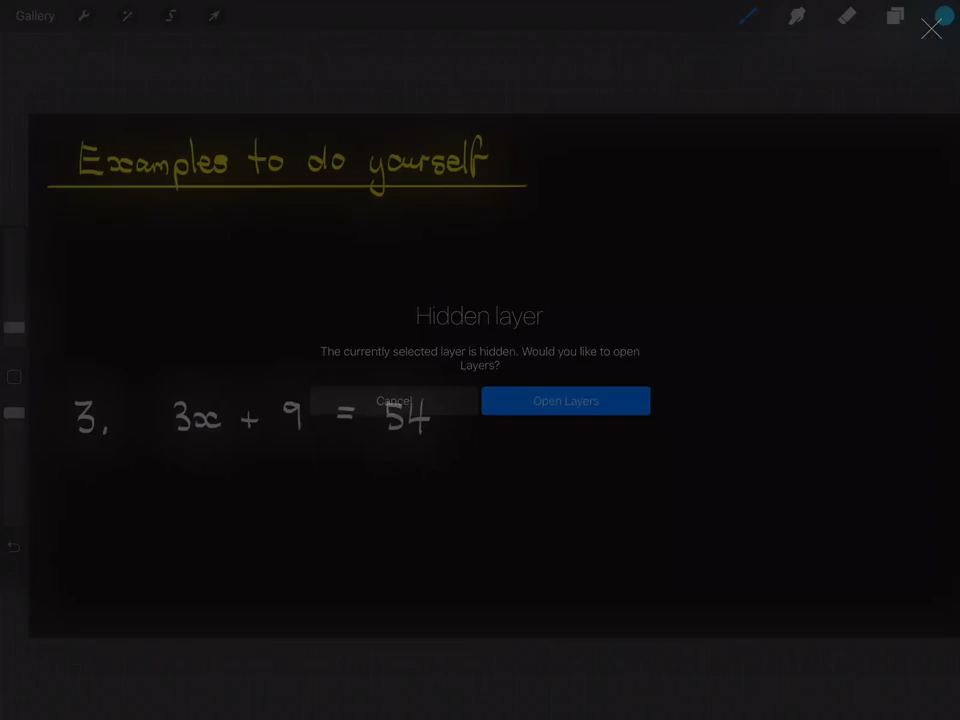 Gallery
Examples to do yourself
Hidden layer
The currently selected layer is hidden. Would you like to open
Layers?
Cancel
Open Layers
3. 3x + 9 = 54